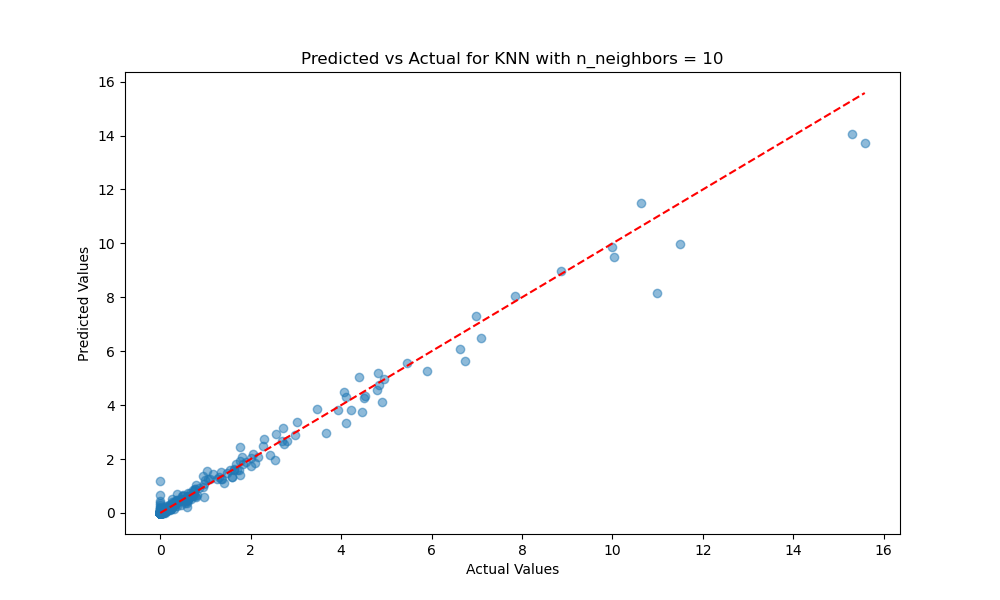 Predicted vs Actual for KNN with n_neighbors = 10
16
14
12
10
8
6
4
2
0
Predicted Values
0 2 4 6 8 10 12 14 16
Actual Values